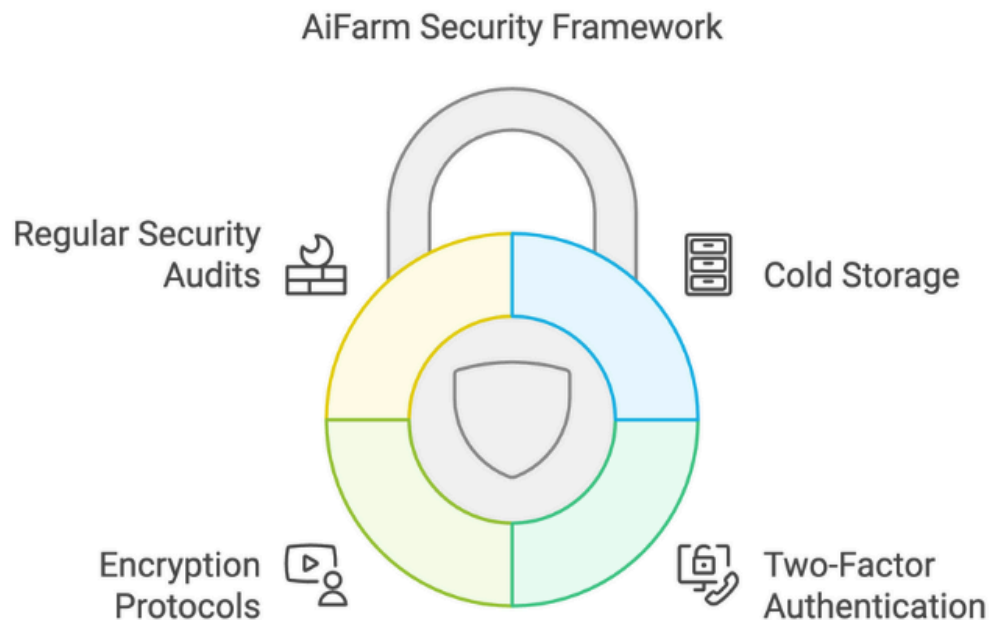 AiFarm Security Framework
Regular Security
Audits
Cold Storage
Encryption
Protocols
Two-Factor
Authentication